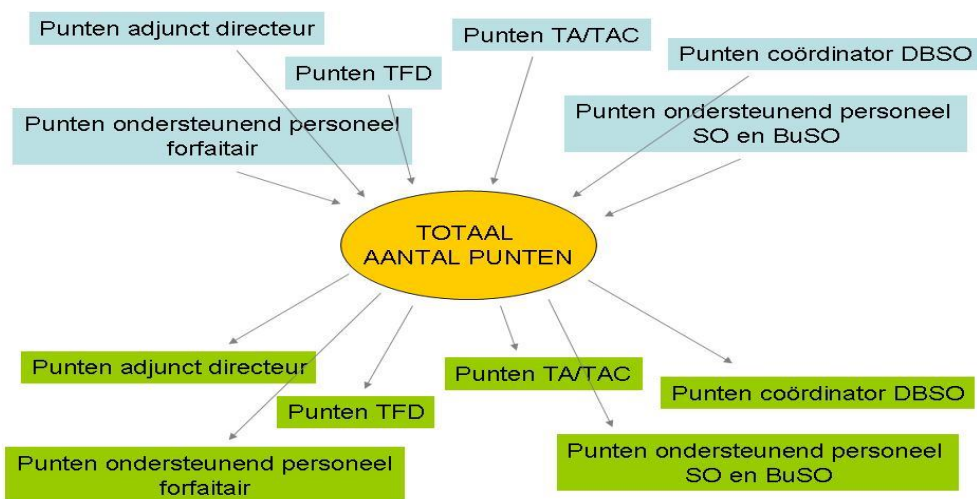 Punten adjunct directeur
Punten TA/TAC
Punten coördinator DBSO
Punten TFD
Punten ondersteunend personeel
forfaitair
Punten ondersteunend personeel
SO en BuSO
TOTAAL
AANTAL PUNTEN
Punten adjunct directeur
Punten TA/TAC
Punten coördinator DBSO
Punten TFD
Punten ondersteunend personeel
forfaitair
Punten ondersteunend personeel
SO en BuSO